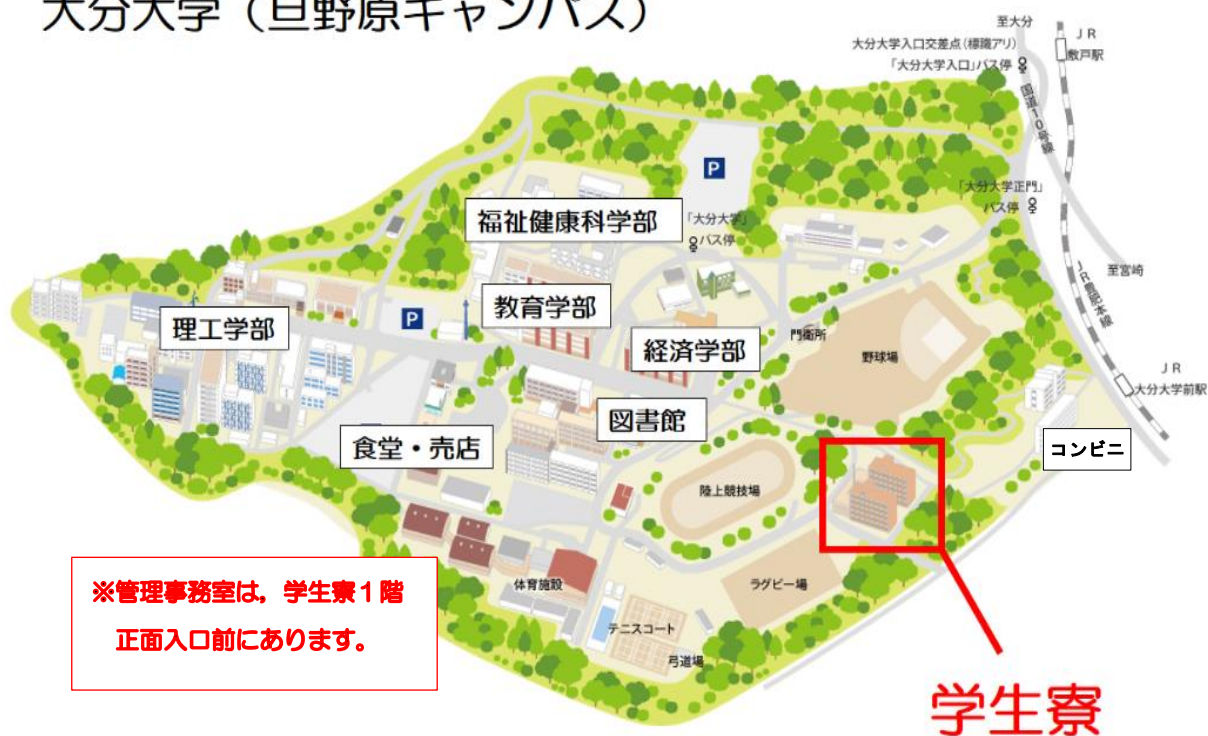 大分大学（旦野原キャンパス）
至大分
ＪＲ
敷戸駅
大分大学入口交差点（標識アリ）
「大分大学入口」バス停
国道10号線
P
「大分大学正門」
バス停
福祉健康科学部
「大分大学」
バス停
至宮崎
ＪＲ豊肥本線
教育学部
理工学部
P
経済学部
門衛所
野球場
ＪＲ
大分大学前駅
図書館
食堂・売店
コンビニ
陸上競技場
※管理事務室は，学生寮１階
正面入口前にあります。
体育施設
ラグビー場
テニスコート
弓道場
学生寮